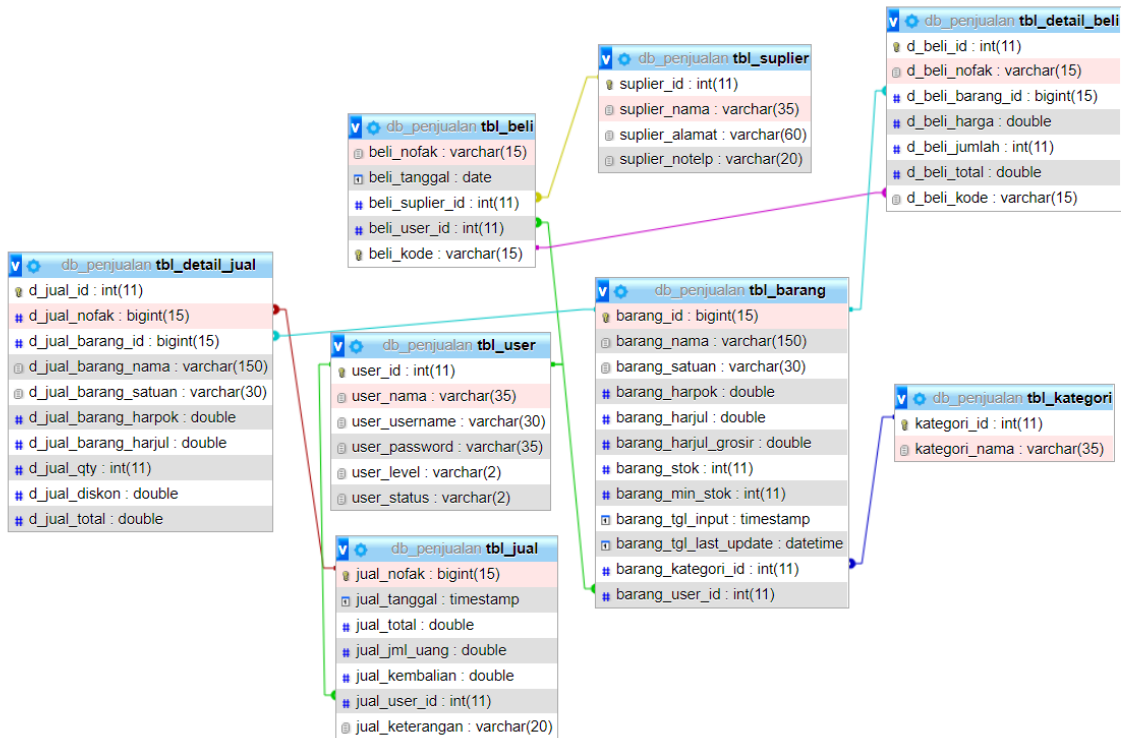 db_penjualan tbl_detail_beli
d_beli_id : int(11)
d_beli_nofak : varchar(15)
d_beli_barang_id : bigint(15)
d_beli_harga : double
d_beli_jumlah : int(11)
d_beli_total : double
d_beli_kode : varchar(15)
db_penjualan tbl_suplier
suplier_id : int(11)
suplier_nama : varchar(35)
suplier_alamat : varchar(60)
suplier_notelp : varchar(20)
db_penjualan tbl_beli
beli_nofak : varchar(15)
beli_tanggal : date
beli_suplier_id : int(11)
beli_user_id : int(11)
beli_kode : varchar(15)
db_penjualan tbl_detail_jual
d_jual_id : int(11)
d_jual_nofak : bigint(15)
d_jual_barang_id : bigint(15)
d_jual_barang_nama : varchar(150)
d_jual_barang_satuan : varchar(30)
d_jual_barang_harpok : double
d_jual_barang_harjul : double
d_jual_qty : int(11)
d_jual_diskon : double
d_jual_total : double
db_penjualan tbl_user
user_id : int(11)
user_nama : varchar(35)
user_username : varchar(30)
user_password : varchar(35)
user_level : varchar(2)
user_status : varchar(2)
db_penjualan tbl_barang
barang_id : bigint(15)
barang_nama : varchar(150)
barang_satuan : varchar(30)
barang_harpok : double
barang_harjul : double
barang_harjul_grosir : double
barang_stok : int(11)
barang_min_stok : int(11)
barang_tgl_input : timestamp
barang_tgl_last_update : datetime
barang_kategori_id : int(11)
barang_user_id : int(11)
db_penjualan tbl_kategori
kategori_id : int(11)
kategori_nama : varchar(35)
db_penjualan tbl_jual
jual_nofak : bigint(15)
jual_tanggal : timestamp
jual_total : double
jual_jml_uang : double
jual_kembalian : double
jual_user_id : int(11)
jual_keterangan : varchar(20)